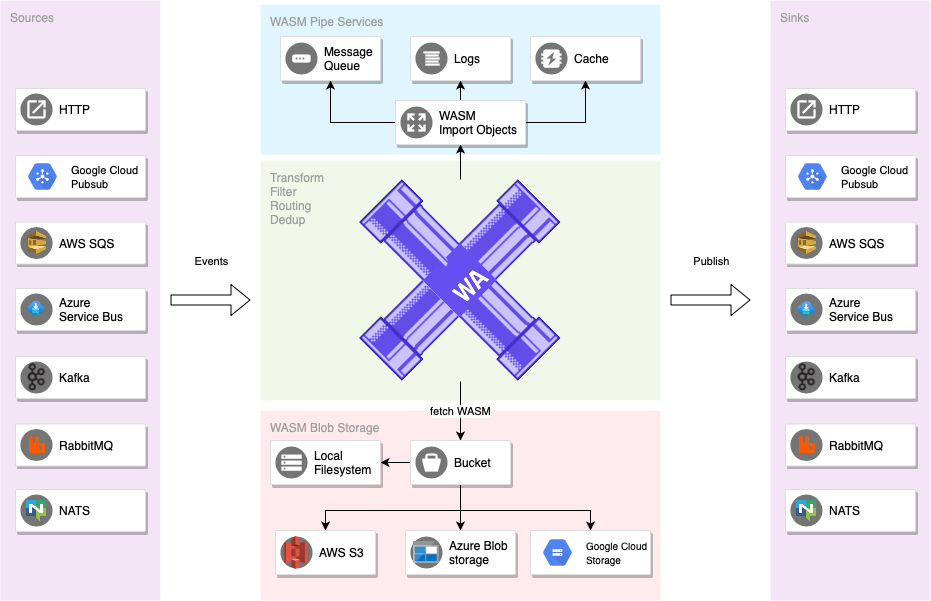 Sources
HTTP
Google Cloud
Pubsub
AWS SQS
Azure
Service Bus
Kafka
RabbitMQ
NATS
Events
WASM Pipe Services
Message
Queue
Logs
Cache
WASM
Import Objects
Transform
Filter
Routing
Dedup
WA
fetch WASM
WASM Blob Storage
Local
Filesystem
Bucket
AWS S3
Azure Blob
storage
Google Cloud
Storage
Publish
Sinks
HTTP
Google Cloud
Pubsub
AWS SQS
Azure
Service Bus
Kafka
RabbitMQ
NATS